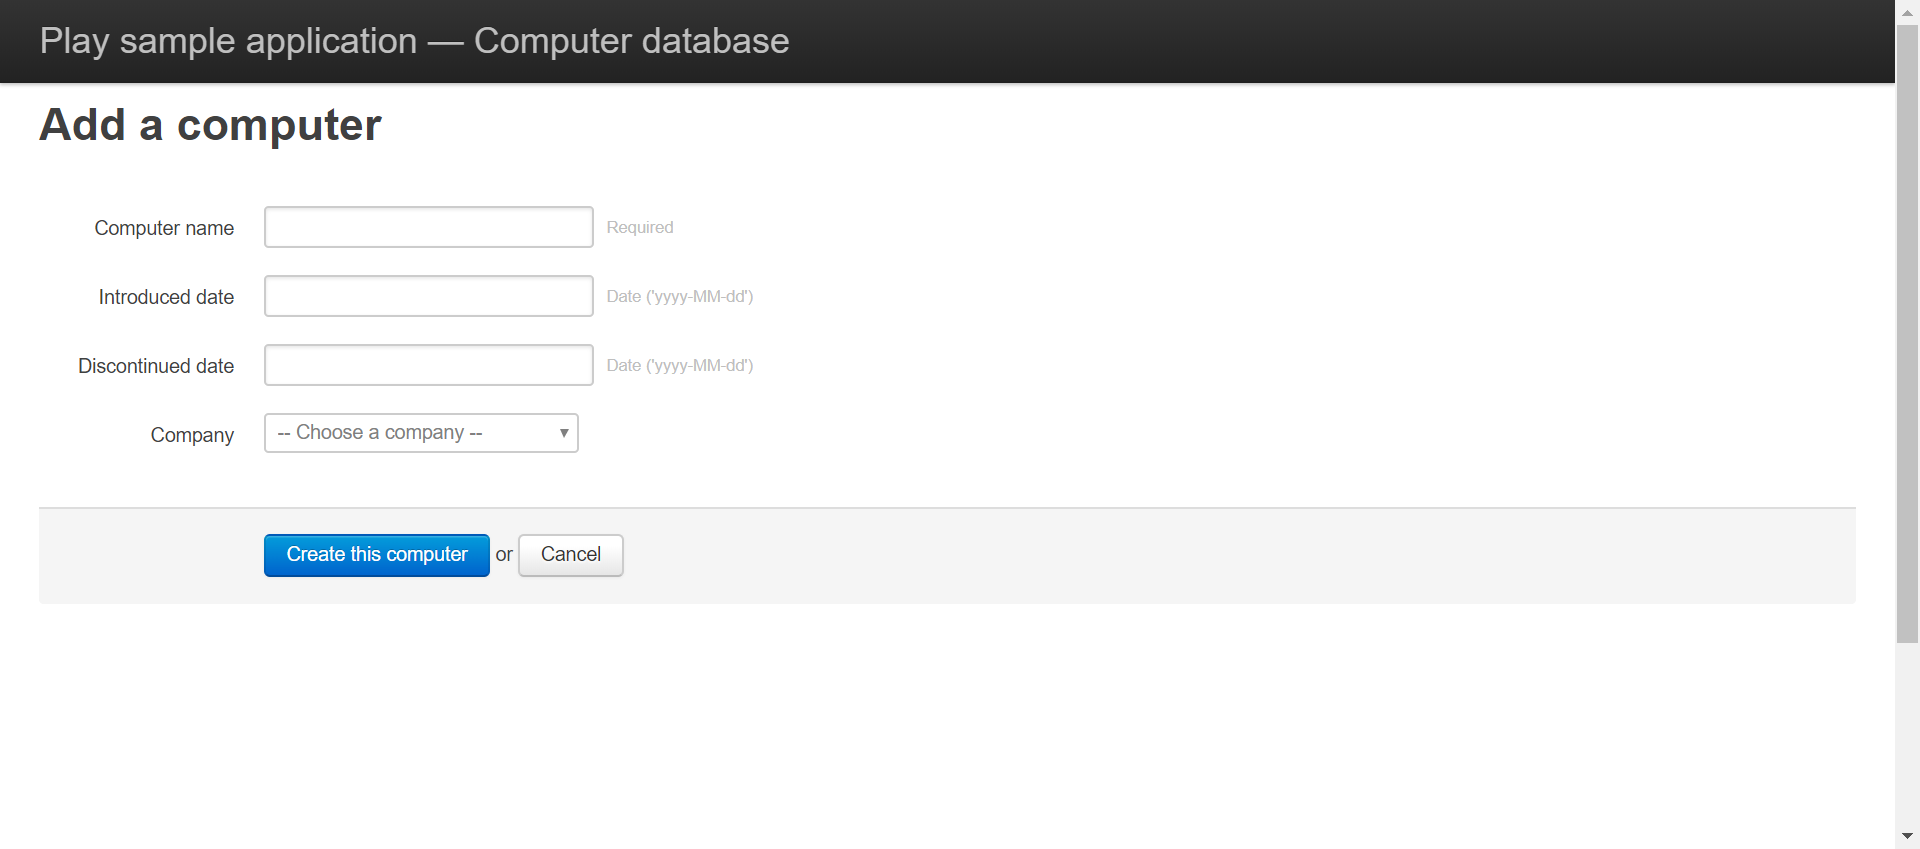 Play sample application — Computer database
Add a computer
Computer name Required
Introduced date Date ('yyyy-MM-dd')
Discontinued date Date ('yyyy-MM-dd')
Company -- Choose a company --
Create this computer or Cancel